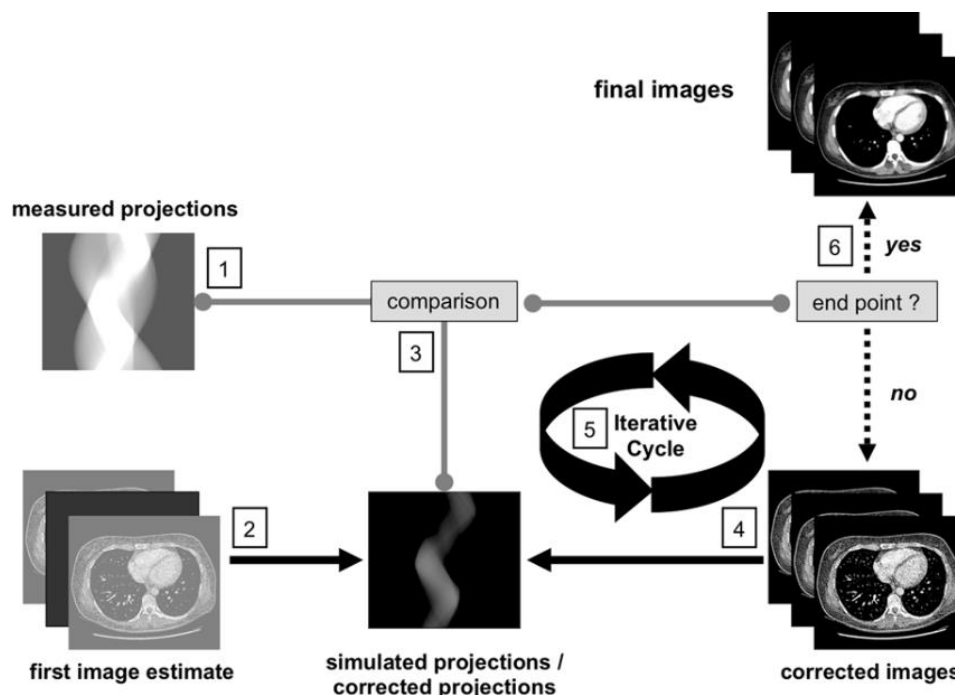 final images
measured projections
1
6
yes
comparison
end point ?
3
no
5
Iterative
Cycle
2
4
first image estimate
simulated projections /
corrected projections
corrected images